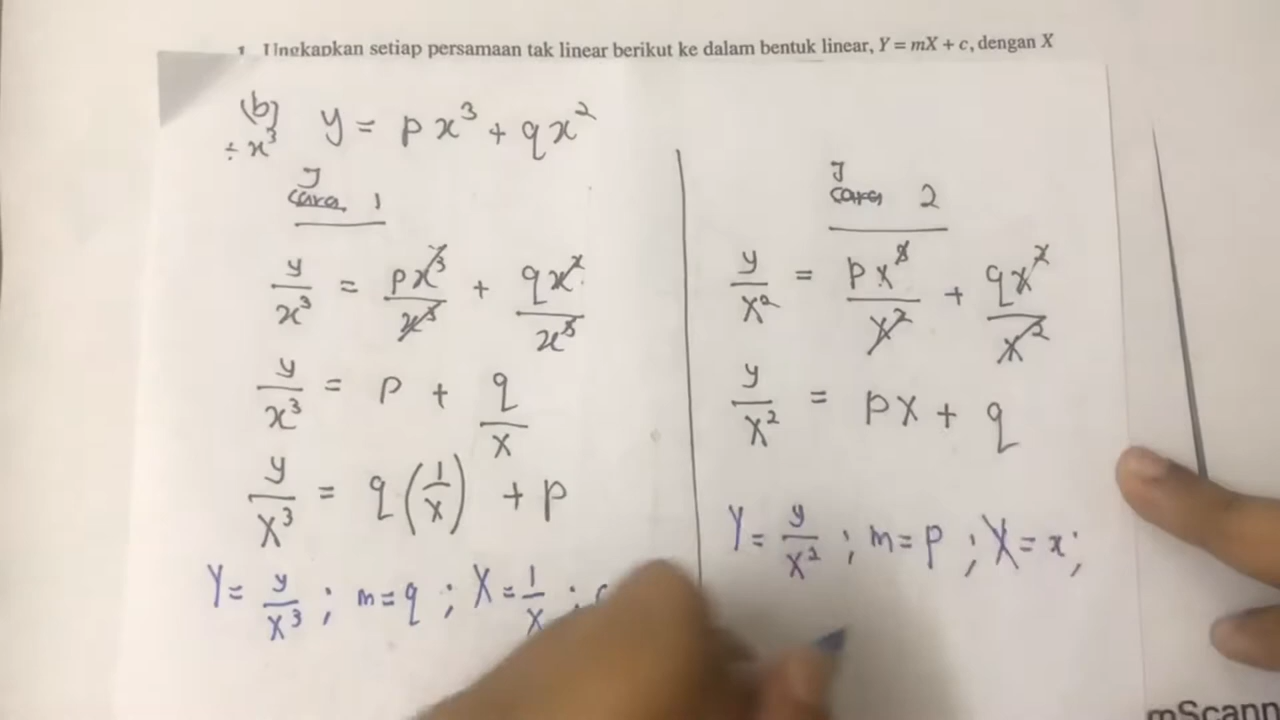 1. Ungkapkan setiap persamaan tak linear berikut ke dalam bentuk linear, Y = mX + c, dengan X
(b) y = px³ + qx²
÷ x³
Cara 1
y/x³ = px³/x³ + qx²/x³
y/x³ = p + q/x
y/x³ = q(1/x) + p
Y = y/x³ ; m = q ; X = 1/x ;
Cara 2
y/x² = px³/x² + qx²/x²
y/x² = px + q
Y = y/x² ; m = p ; X = x ;
mScann